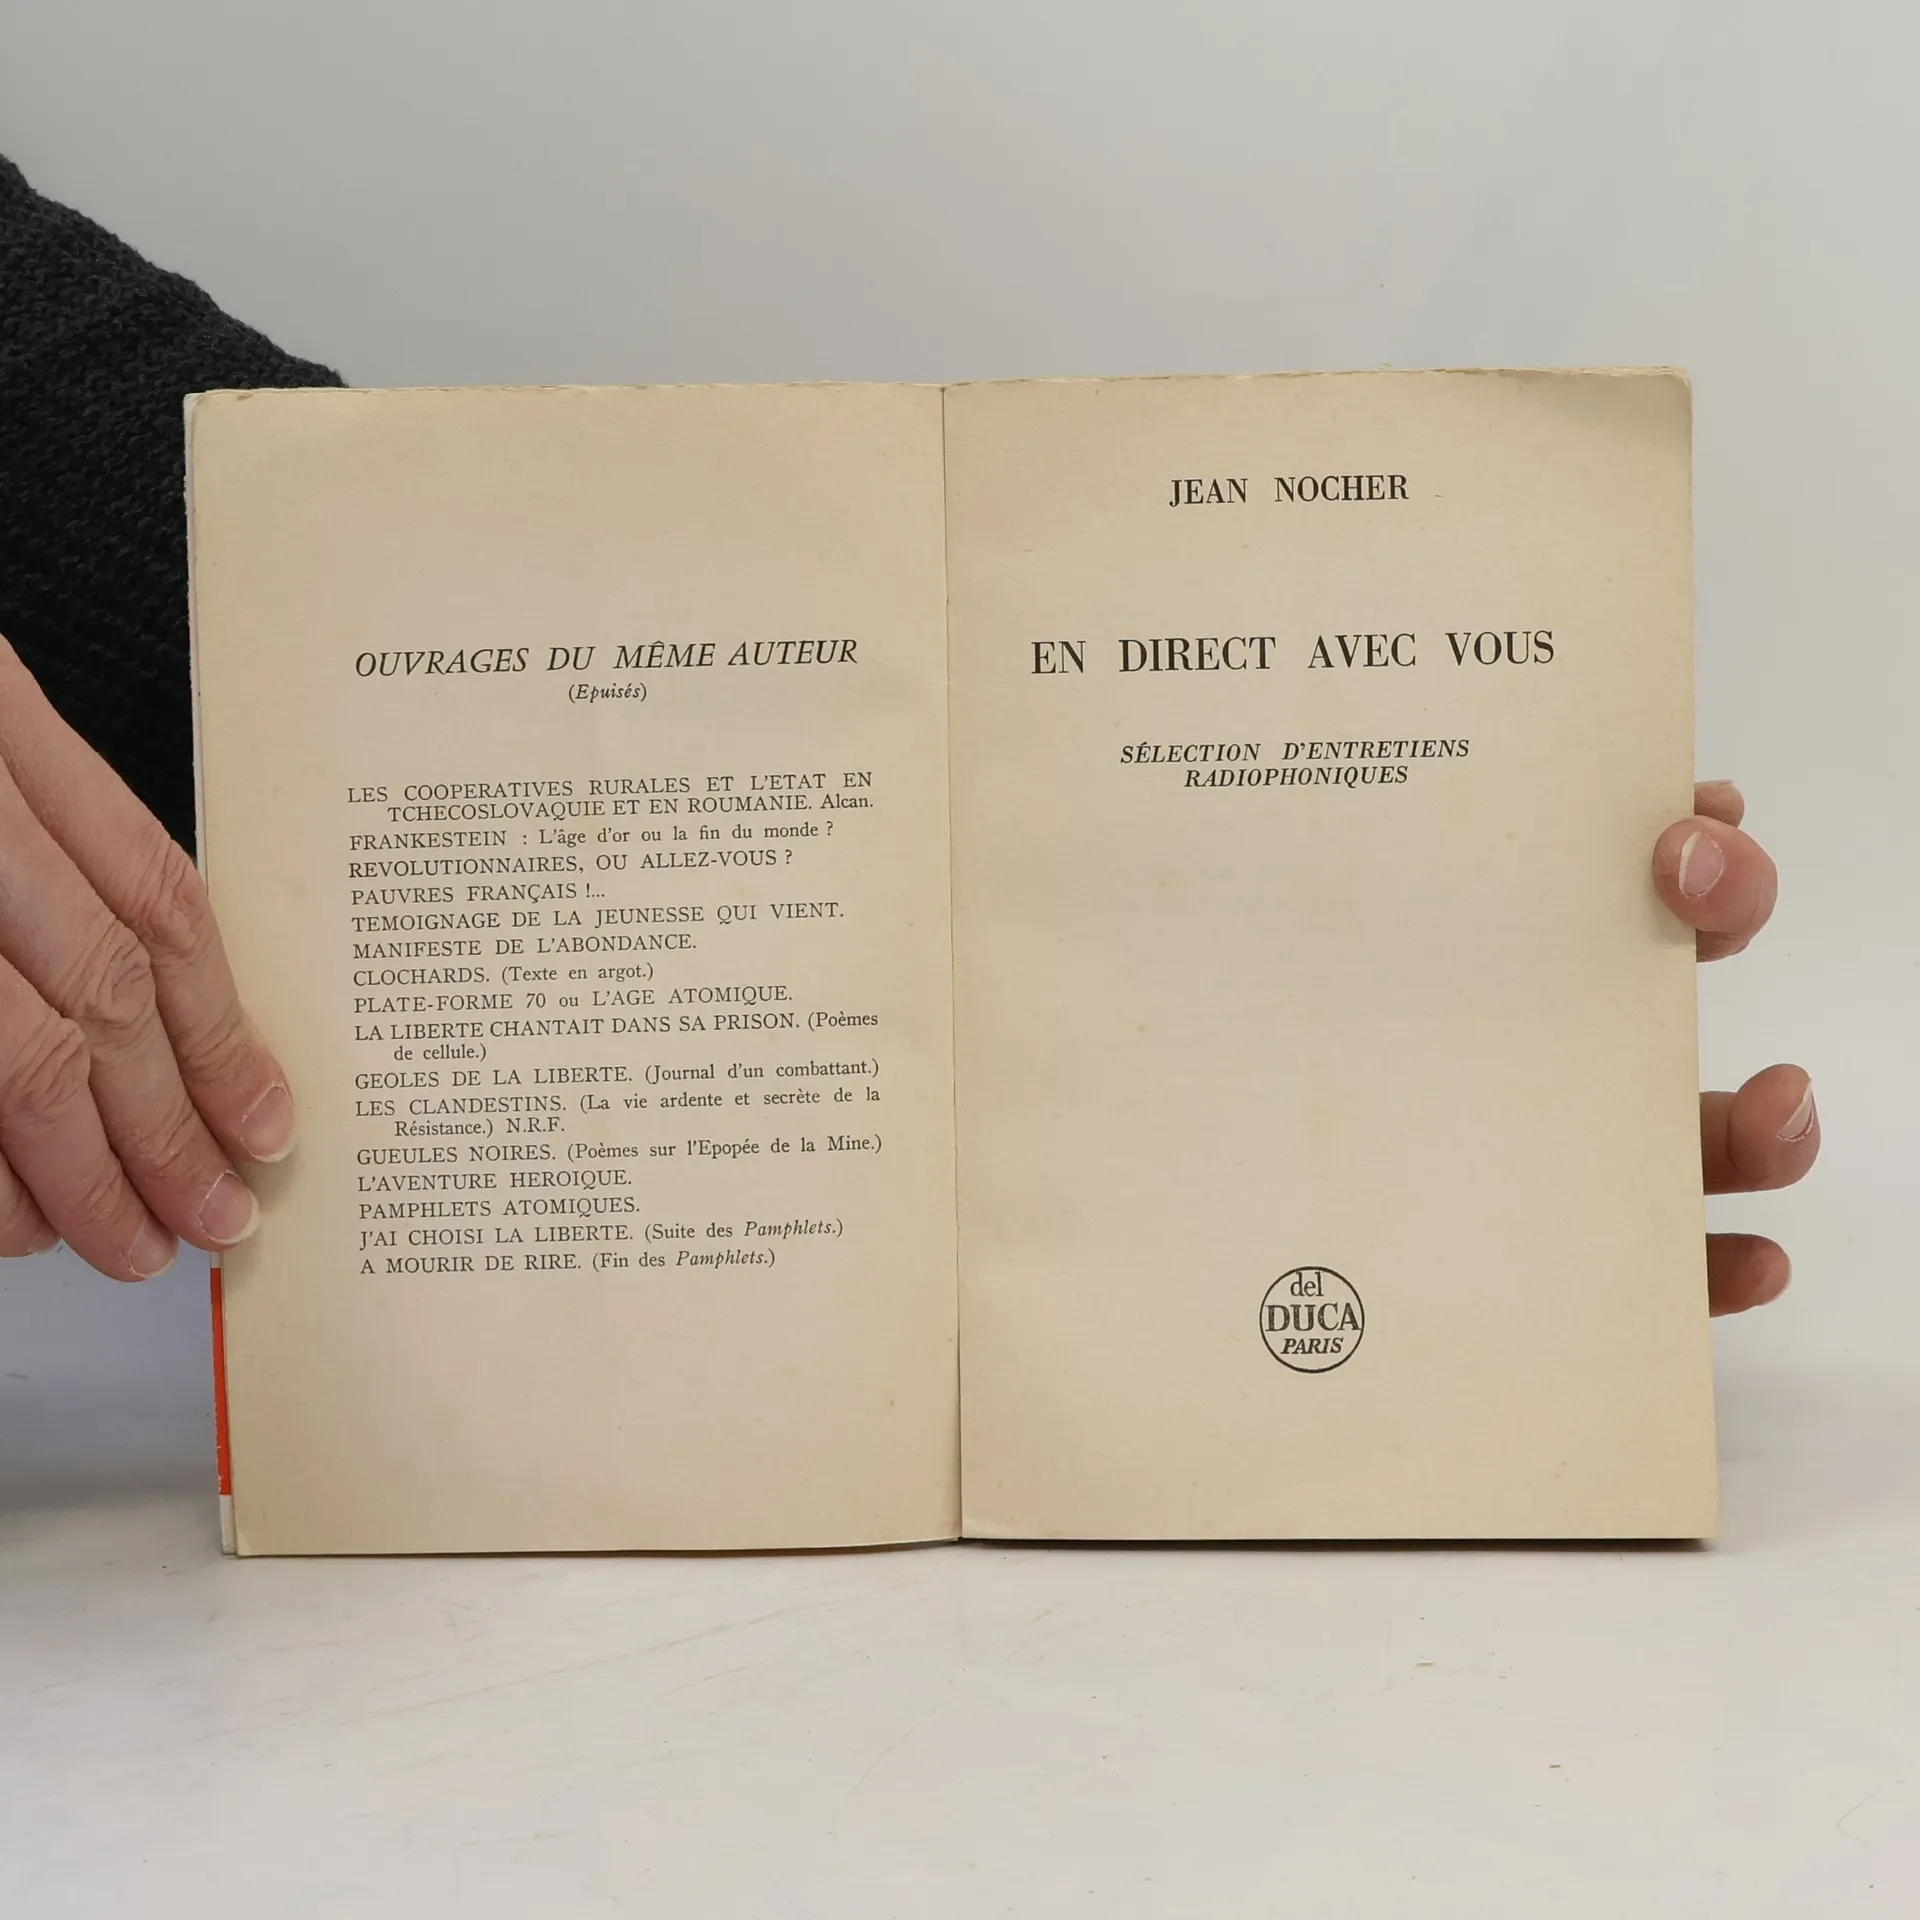 OUVRAGES DU MÊME AUTEUR
(Epuisés)
LES COOPERATIVES RURALES ET L'ETAT EN
TCHECOSLOVAQUIE ET EN ROUMANIE. Alcan.
FRANKESTEIN : L'âge d'or ou la fin du monde ?
REVOLUTIONNAIRES, OU ALLEZ-VOUS ?
PAUVRES FRANÇAIS !...
TEMOIGNAGE DE LA JEUNESSE QUI VIENT.
MANIFESTE DE L'ABONDANCE.
CLOCHARDS. (Texte en argot.)
PLATE-FORME 70 ou L'AGE ATOMIQUE.
LA LIBERTE CHANTAIT DANS SA PRISON. (Poèmes
de cellule.)
GEOLES DE LA LIBERTE. (Journal d'un combattant.)
LES CLANDESTINS. (La vie ardente et secrète de la
Résistance.) N.R.F.
GUEULES NOIRES. (Poèmes sur l'Epopée de la Mine.)
L'AVENTURE HEROIQUE.
PAMPHLETS ATOMIQUES.
J'AI CHOISI LA LIBERTE. (Suite des Pamphlets.)
A MOURIR DE RIRE. (Fin des Pamphlets.)
JEAN NOCHER
EN DIRECT AVEC VOUS
SÉLECTION D'ENTRETIENS
RADIOPHONIQUES
del
DUCA
PARIS